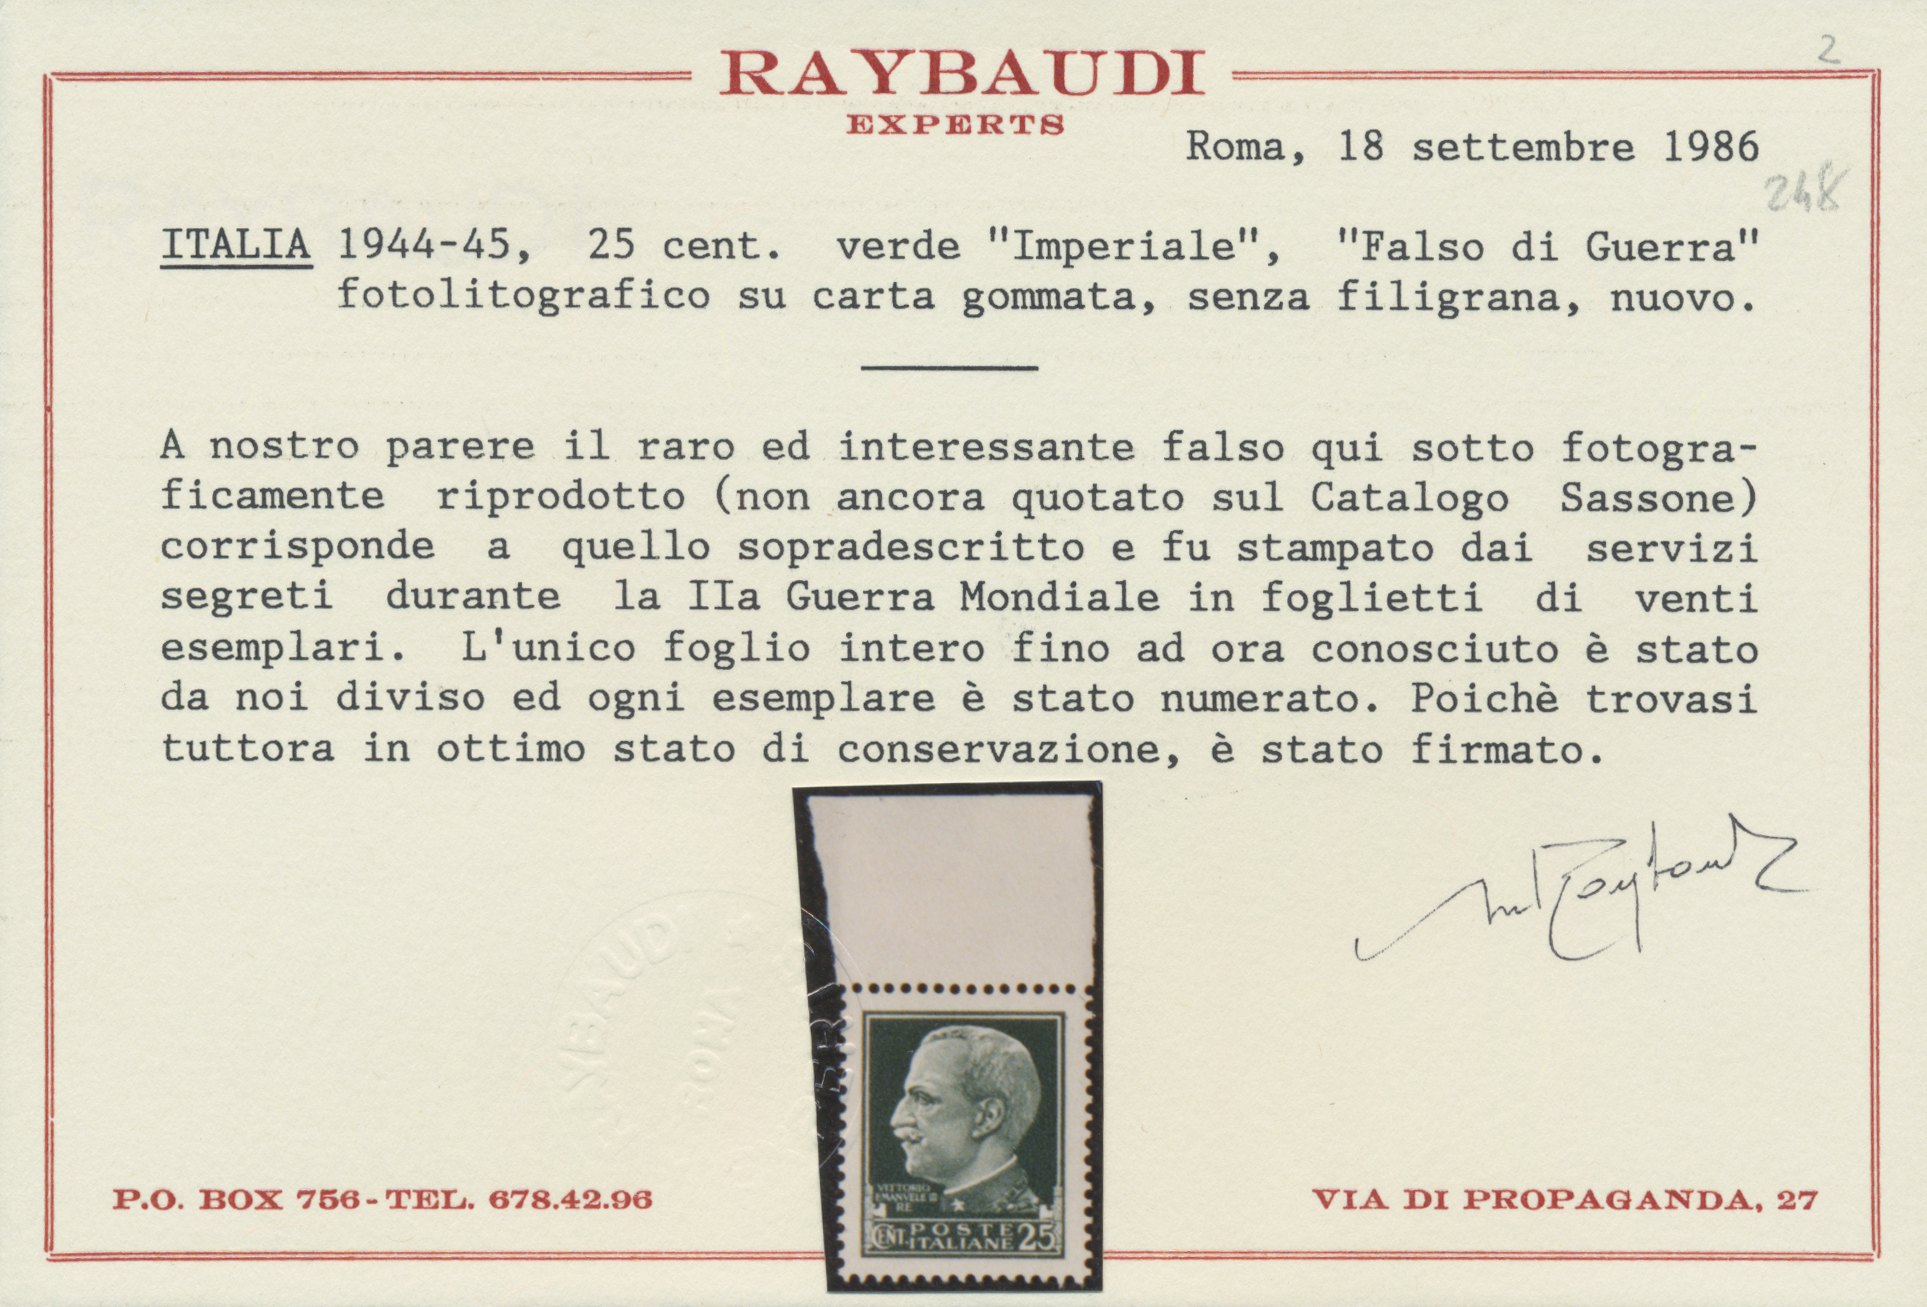 2
RAYBAUDI
EXPERTS
Roma, 18 settembre 1986
248
ITALIA 1944-45, 25 cent. verde "Imperiale", "Falso di Guerra"
fotolitografico su carta gommata, senza filigrana, nuovo.
A nostro parere il raro ed interessante falso qui sotto fotogra-
ficamente riprodotto (non ancora quotato sul Catalogo Sassone)
corrisponde a quello sopradescritto e fu stampato dai servizi
segreti durante la IIa Guerra Mondiale in foglietti di venti
esemplari. L'unico foglio intero fino ad ora conosciuto è stato
da noi diviso ed ogni esemplare è stato numerato. Poichè trovasi
tuttora in ottimo stato di conservazione, è stato firmato.
RAYBAUDI
ROMA
VITTORIO
EMANVELE III
RE
CENT. POSTE
ITALIANE 25
P.O. BOX 756-TEL. 678.42.96
VIA DI PROPAGANDA, 27